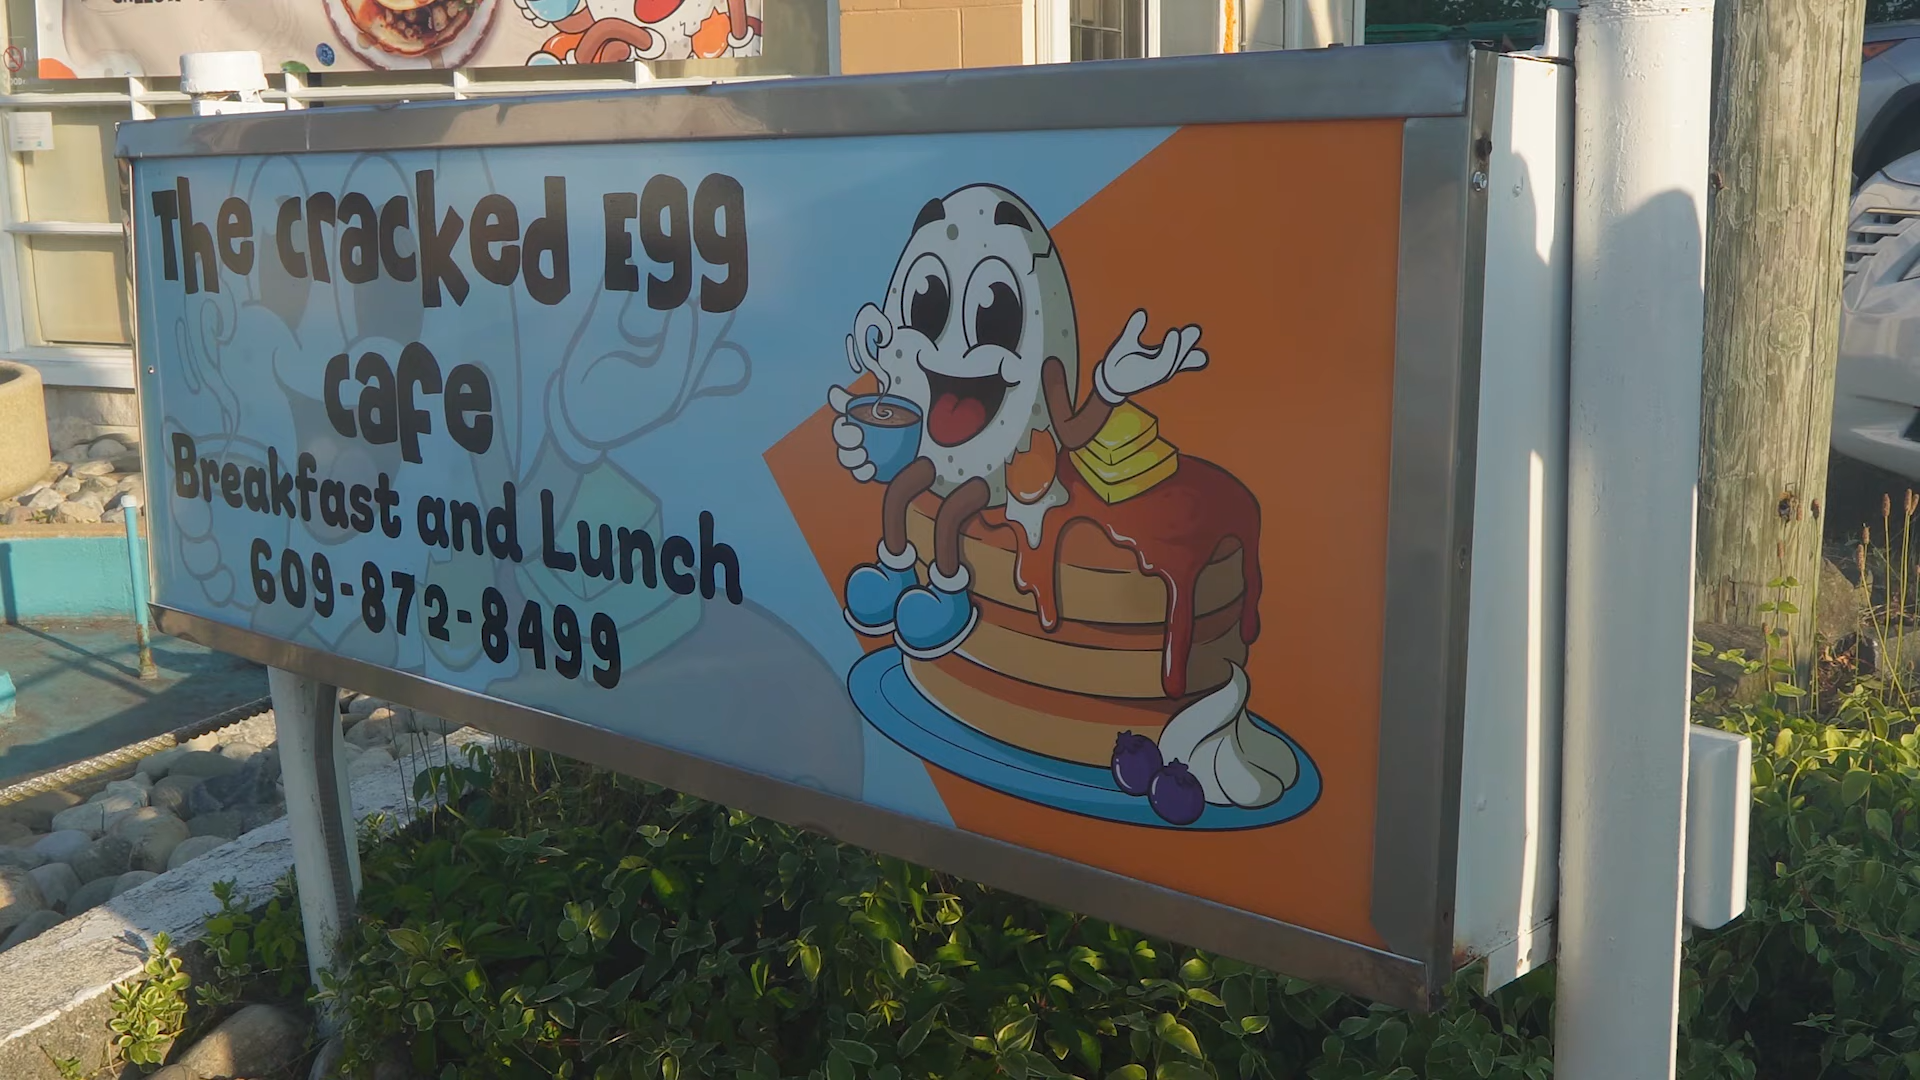 The Cracked Egg
cafe
Breakfast and Lunch
609-872-8499